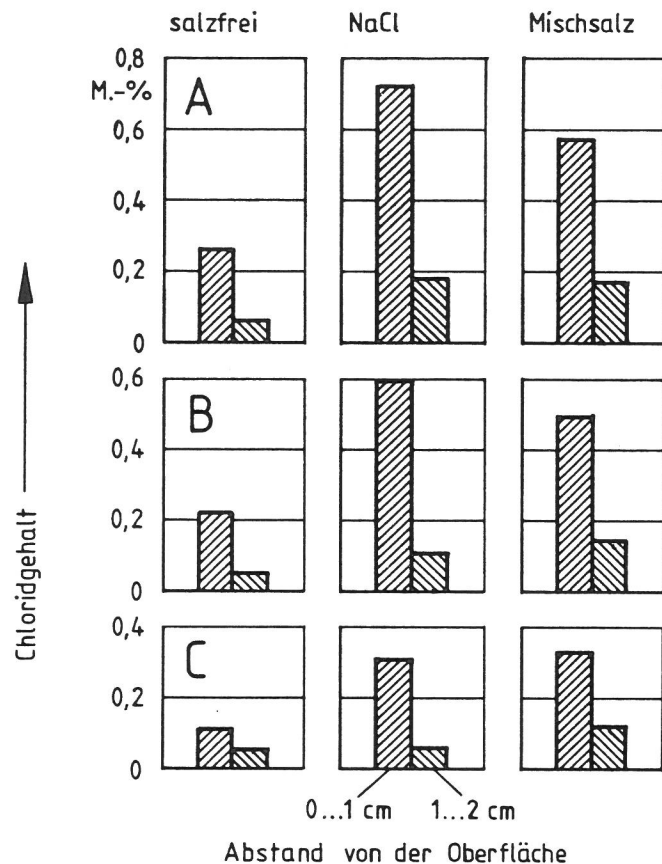 salzfrei NaCl Mischsalz
0,8
M.-%
A
0,6
0,4
0,2
0
0,6
B
0,4
0,2
0
0,4
C
0,2
0
Chloridgehalt
0...1 cm 1...2 cm
Abstand von der Oberfläche